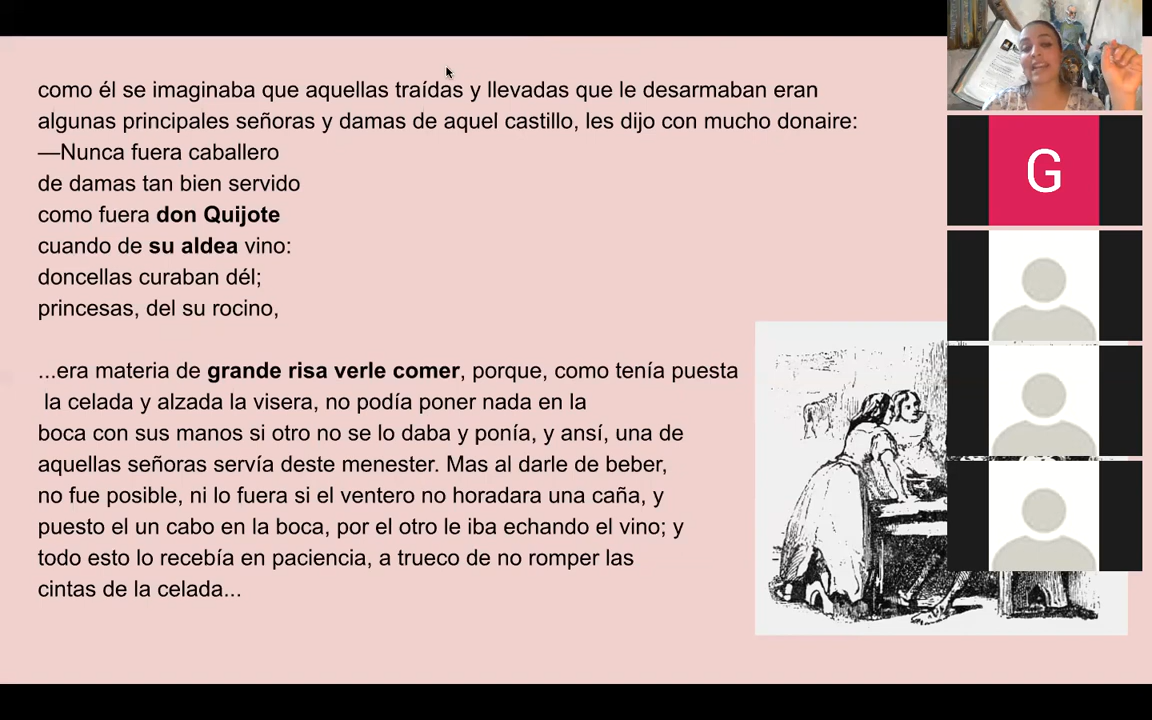 como él se imaginaba que aquellas traídas y llevadas que le desarmaban eran
algunas principales señoras y damas de aquel castillo, les dijo con mucho donaire:
—Nunca fuera caballero
de damas tan bien servido
como fuera don Quijote
cuando de su aldea vino:
doncellas curaban dél;
princesas, del su rocino,
...era materia de grande risa verle comer, porque, como tenía puesta
la celada y alzada la visera, no podía poner nada en la
boca con sus manos si otro no se lo daba y ponía, y ansí, una de
aquellas señoras servía deste menester. Mas al darle de beber,
no fue posible, ni lo fuera si el ventero no horadara una caña, y
puesto el un cabo en la boca, por el otro le iba echando el vino; y
todo esto lo recebía en paciencia, a trueco de no romper las
cintas de la celada...
G